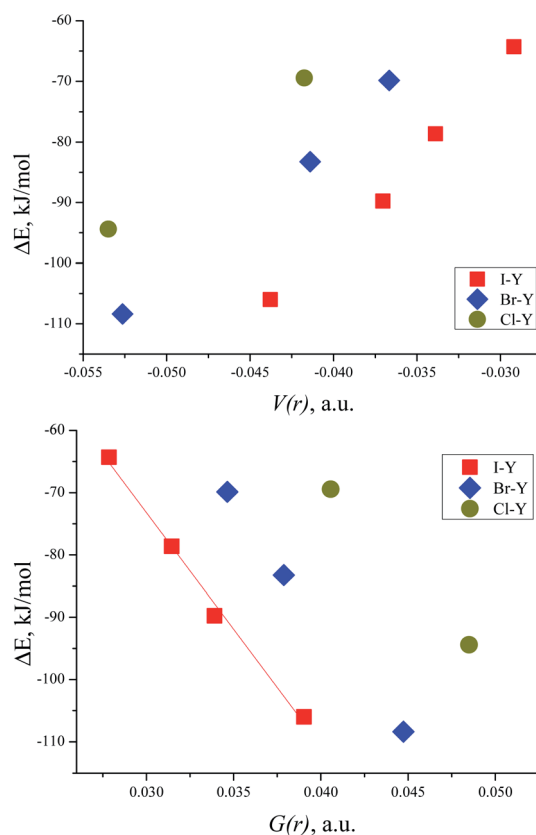 -60
-70
-80
-90
-100
-110
ΔE, kJ/mol
I-Y
Br-Y
Cl-Y
-0.055 -0.050 -0.045 -0.040 -0.035 -0.030
V(r), a.u.
-60
-70
-80
-90
-100
-110
ΔE, kJ/mol
I-Y
Br-Y
Cl-Y
0.030 0.035 0.040 0.045 0.050
G(r), a.u.